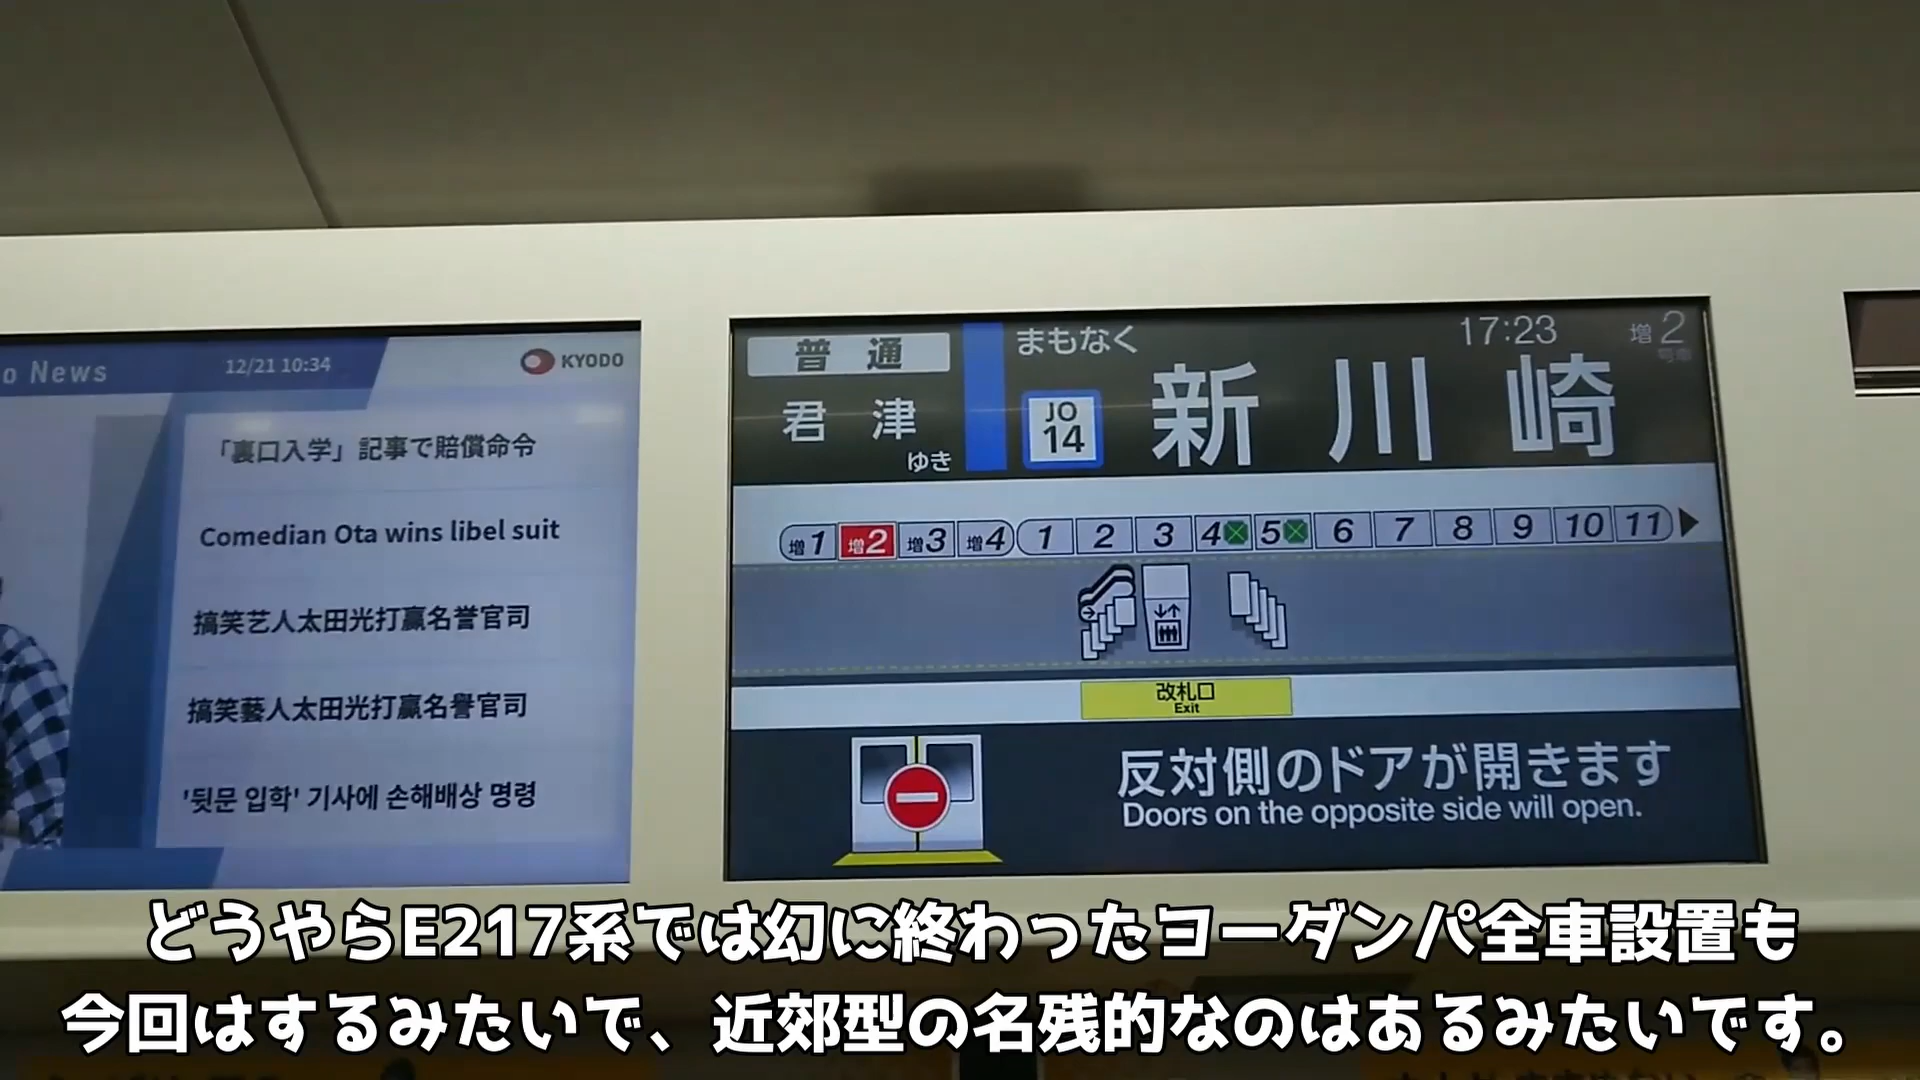 o News
12/21 10:34
KYODO
「裏口入学」記事で賠償命令
Comedian Ota wins libel suit
搞笑艺人太田光打赢名誉官司
搞笑藝人太田光打贏名譽官司
'뒷문 입학' 기사에 손해배상 명령
普通
君津
ゆき
まもなく
JO
14
新川崎
17:23
増2
号車
増1 増2 増3 増4 1 2 3 4 5 6 7 8 9 10 11
改札口
Exit
反対側のドアが開きます
Doors on the opposite side will open.
どうやらE217系では幻に終わったヨーダンパ全車設置も
今回はするみたいで、近郊型の名残的なのはあるみたいです。